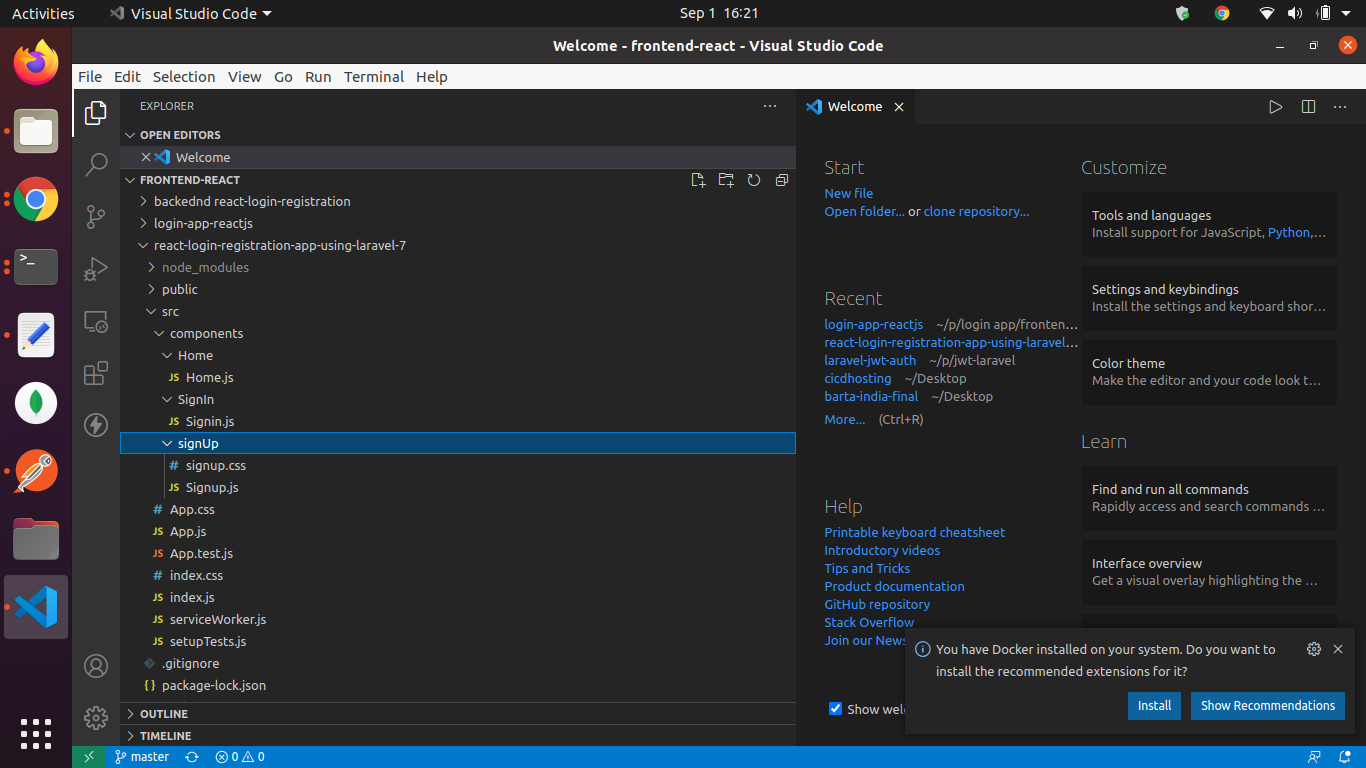 Activities Visual Studio Code Sep 1 16:21
Welcome - frontend-react - Visual Studio Code
File Edit Selection View Go Run Terminal Help
EXPLORER
OPEN EDITORS
Welcome
FRONTEND-REACT
backednd react-login-registration
login-app-reactjs
react-login-registration-app-using-laravel-7
node_modules
public
src
components
Home
JS Home.js
SignIn
JS Signin.js
signUp
# signup.css
JS Signup.js
# App.css
JS App.js
JS App.test.js
# index.css
JS index.js
JS serviceWorker.js
JS setupTests.js
.gitignore
{} package-lock.json
OUTLINE
TIMELINE
Welcome
Start
New file
Open folder... or clone repository...
Recent
login-app-reactjs ~/p/login app/fronten...
react-login-registration-app-using-laravel...
laravel-jwt-auth ~/p/jwt-laravel
cicdhosting ~/Desktop
barta-india-final ~/Desktop
More... (Ctrl+R)
Help
Printable keyboard cheatsheet
Introductory videos
Tips and Tricks
Product documentation
GitHub repository
Stack Overflow
Join our News
Show welc
Customize
Tools and languages
Install support for JavaScript, Python,...
Settings and keybindings
Install the settings and keyboard shor...
Color theme
Make the editor and your code look t...
Learn
Find and run all commands
Rapidly access and search commands ...
Interface overview
Get a visual overlay highlighting the ...
You have Docker installed on your system. Do you want to
install the recommended extensions for it?
Install Show Recommendations
master 0 0